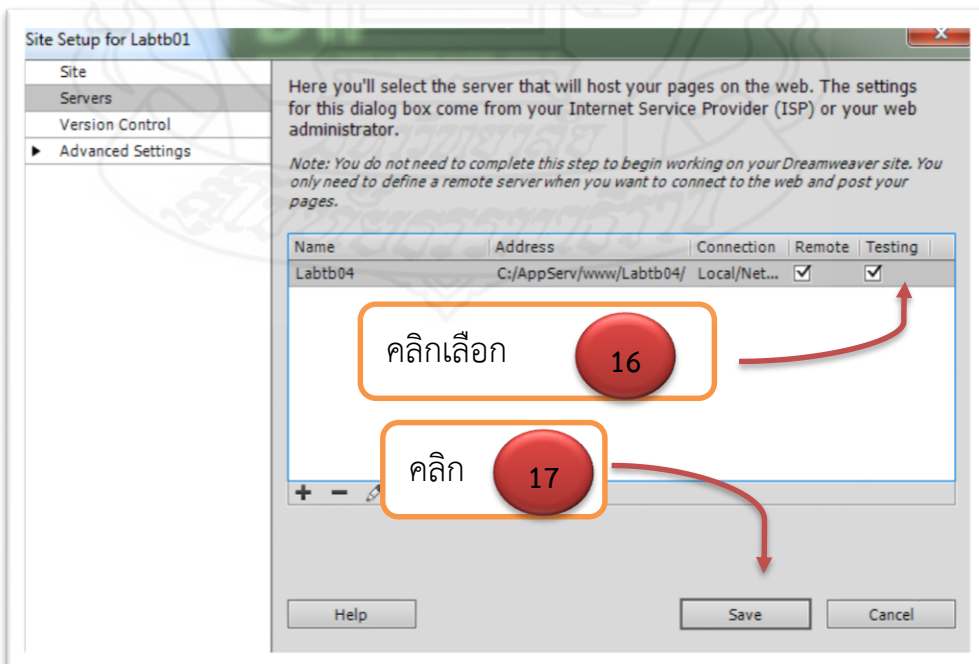 Site Setup for Labtb01
Site
Servers
Version Control
Advanced Settings
Here you'll select the server that will host your pages on the web. The settings
for this dialog box come from your Internet Service Provider (ISP) or your web
administrator.
Note: You do not need to complete this step to begin working on your Dreamweaver site. You
only need to define a remote server when you want to connect to the web and post your
pages.
Name Address Connection Remote Testing
Labtb04 C:/AppServ/www/Labtb04/ Local/Net...
คลิกเลือก 16
คลิก 17
Help Save Cancel